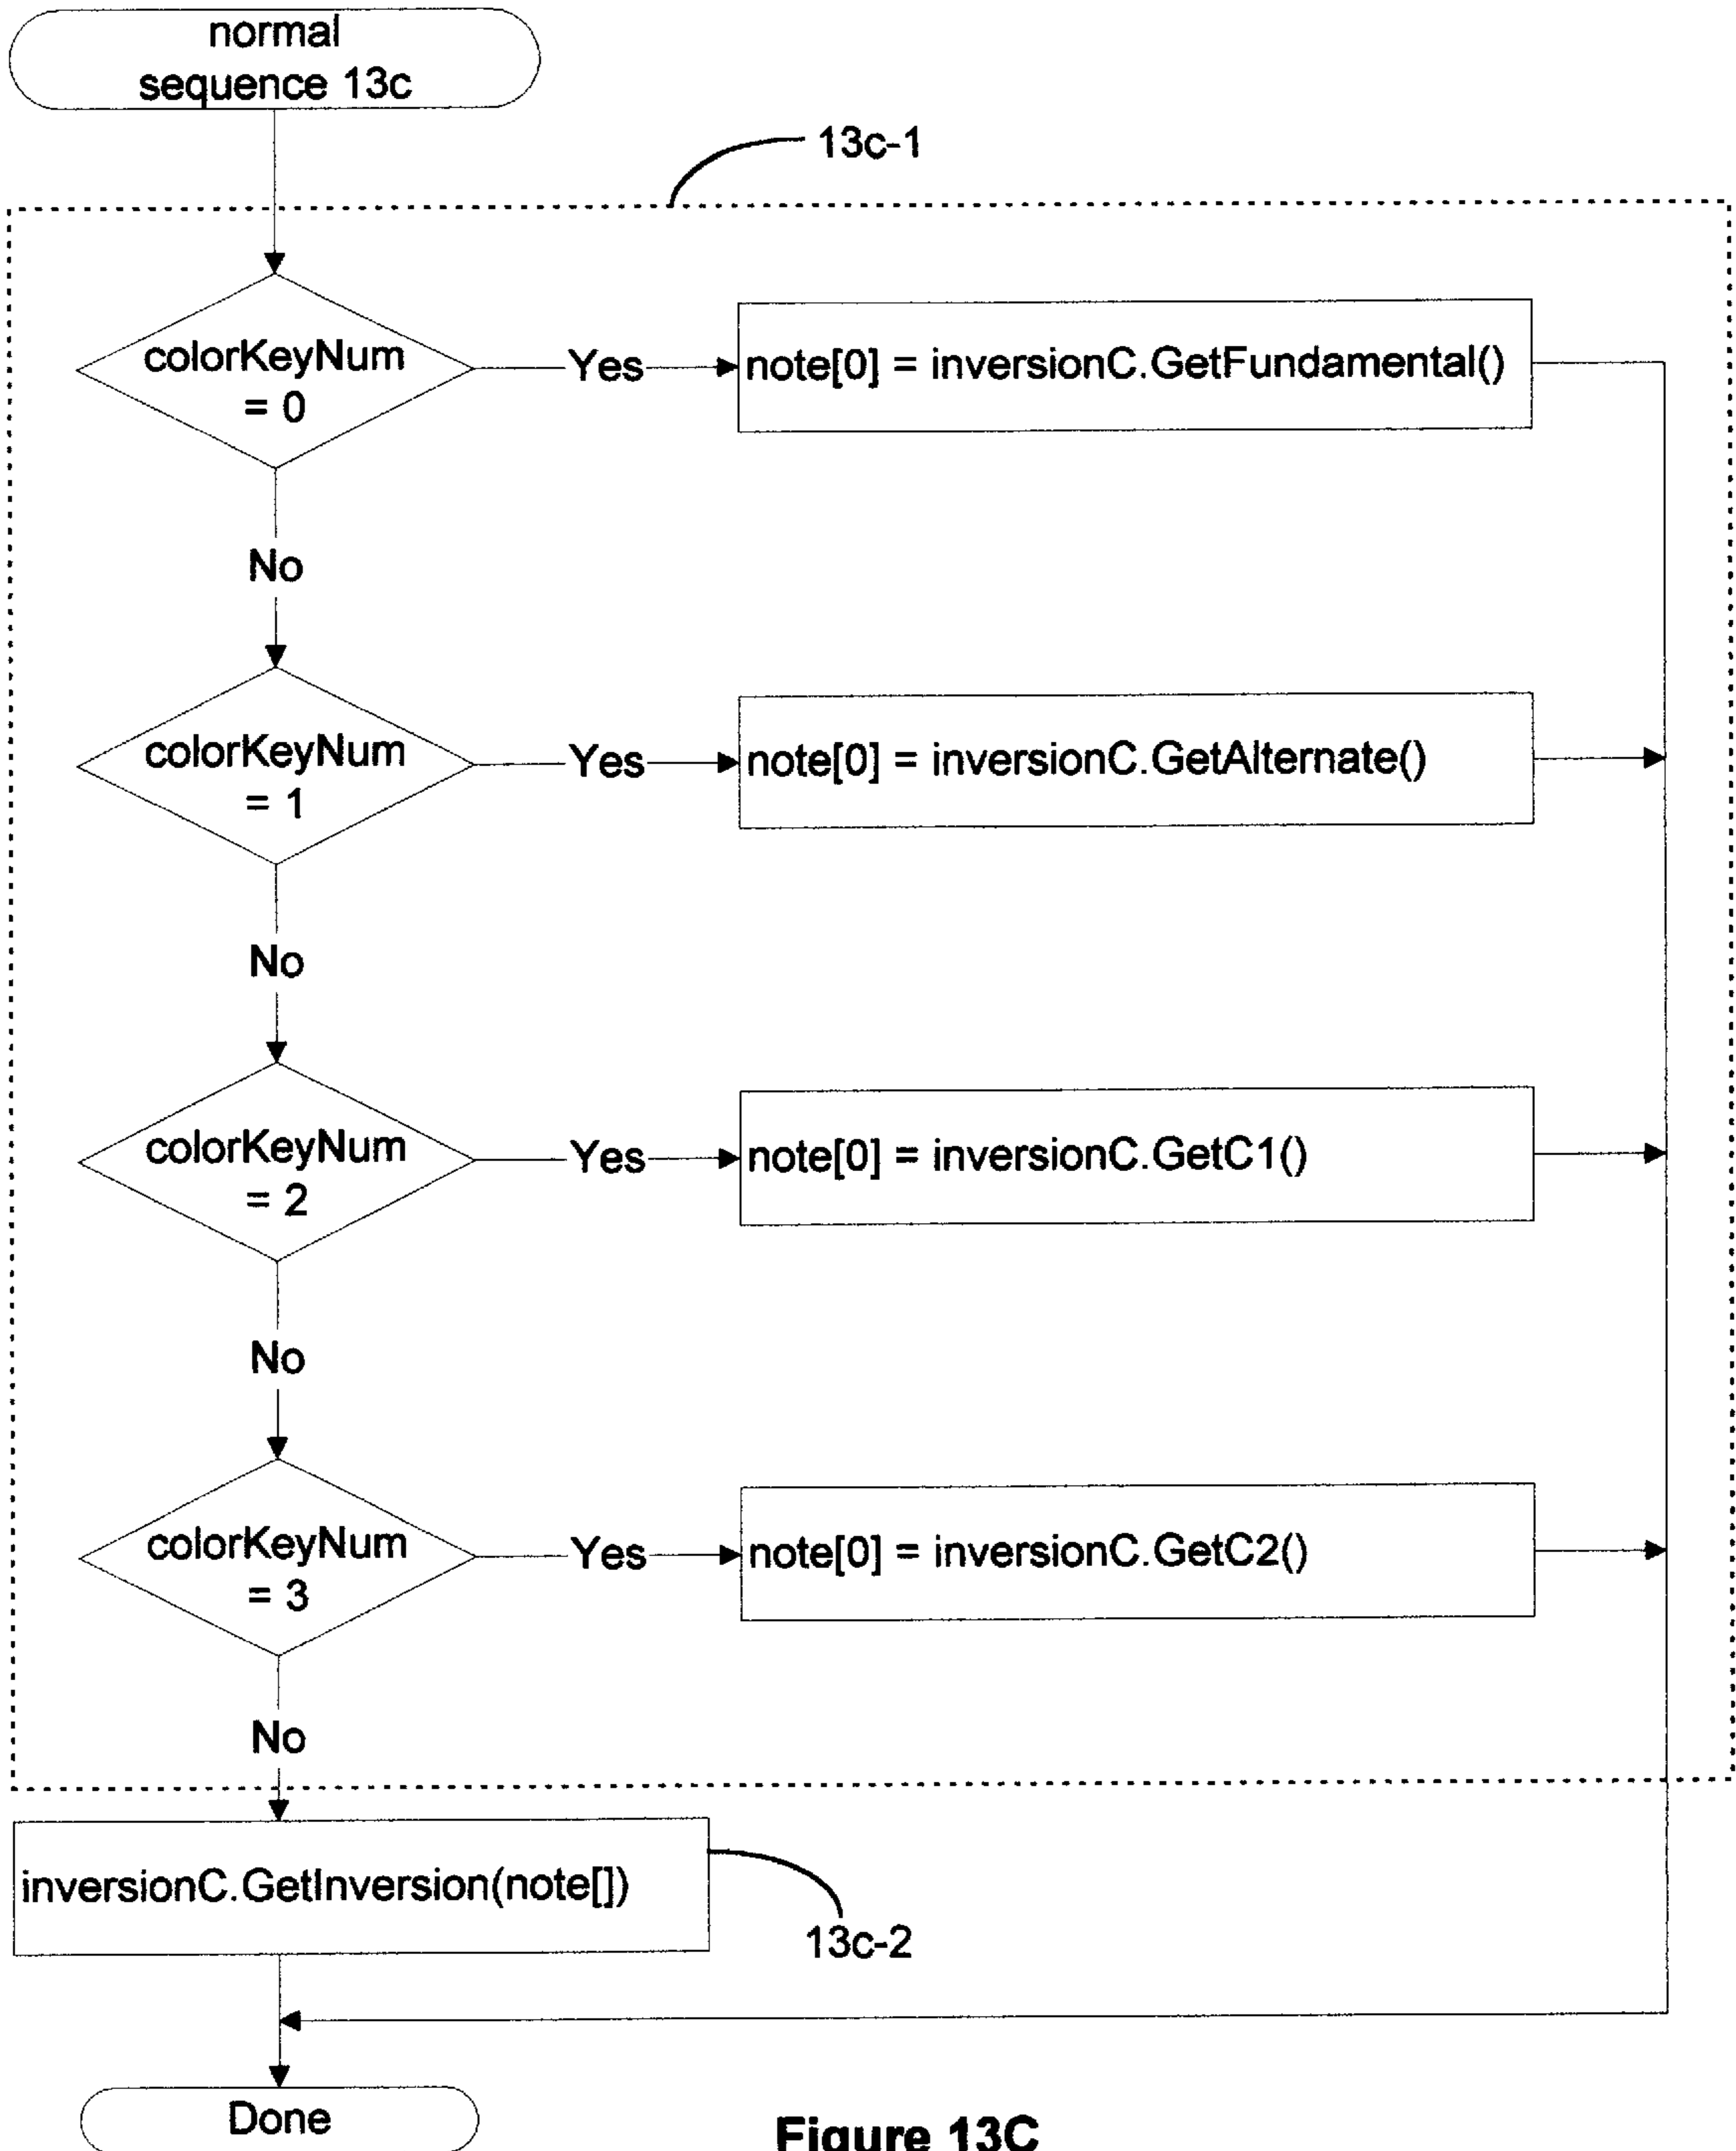 normal
sequence 13c
13c-1
colorKeyNum
= 0
Yes
note[0] = inversionC.GetFundamental()
No
colorKeyNum
= 1
Yes
note[0] = inversionC.GetAlternate()
No
colorKeyNum
= 2
Yes
note[0] = inversionC.GetC1()
No
colorKeyNum
= 3
Yes
note[0] = inversionC.GetC2()
No
inversionC.GetInversion(note[])
13c-2
Done
Figure 13C